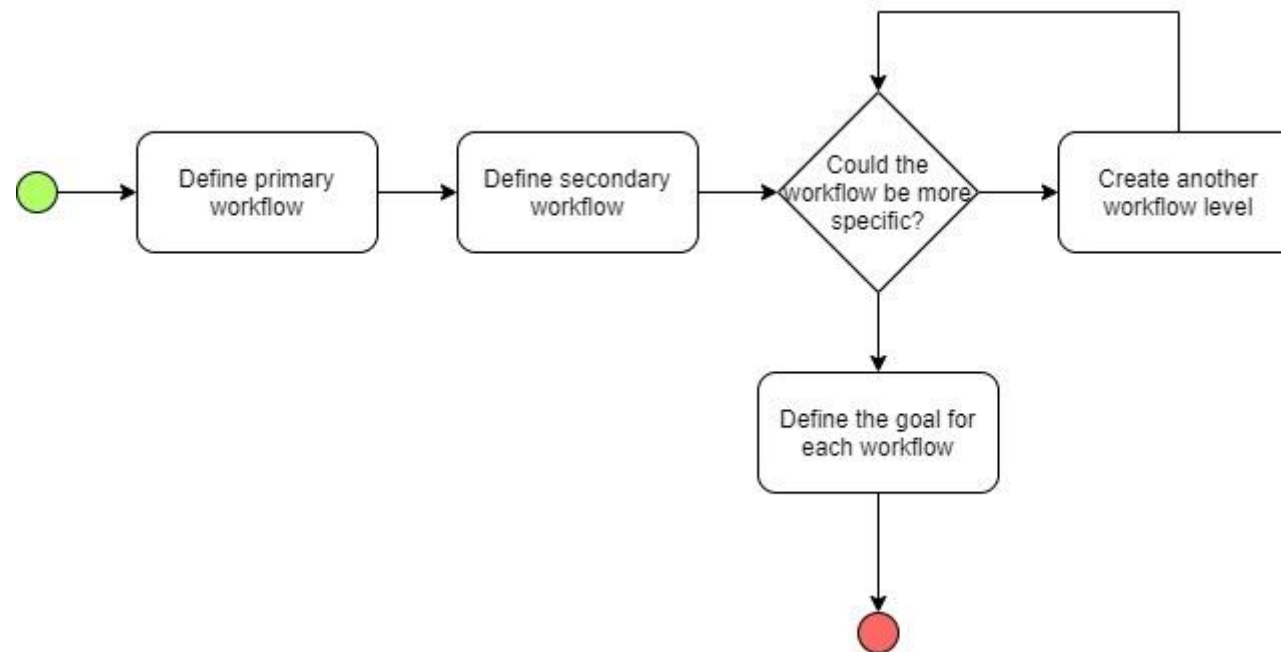 Define primary
workflow
Define secondary
workflow
Could the
workflow be more
specific?
Create another
workflow level
Define the goal for
each workflow